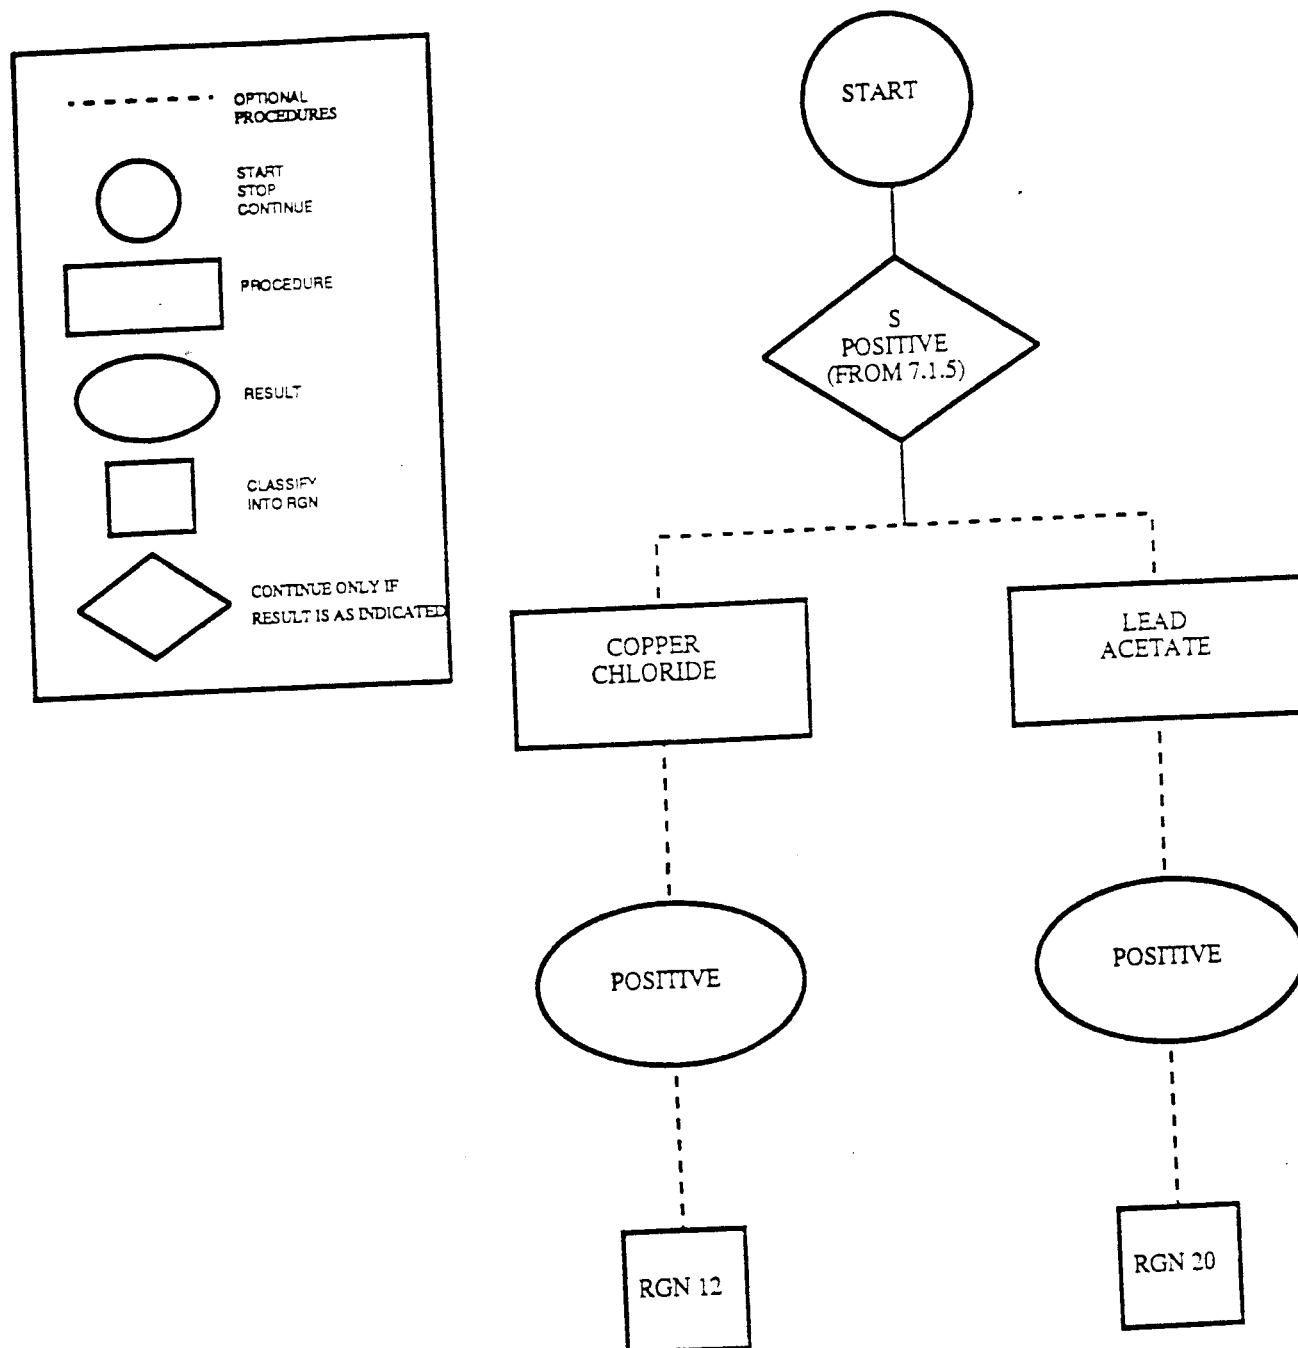 OPTIONAL
PROCEDURES
START
STOP
CONTINUE
PROCEDURE
RESULT
CLASSIFY
INTO RGN
CONTINUE ONLY IF
RESULT IS AS INDICATED
START
S
POSITIVE
(FROM 7.1.5)
COPPER
CHLORIDE
LEAD
ACETATE
POSITIVE
POSITIVE
RGN 12
RGN 20